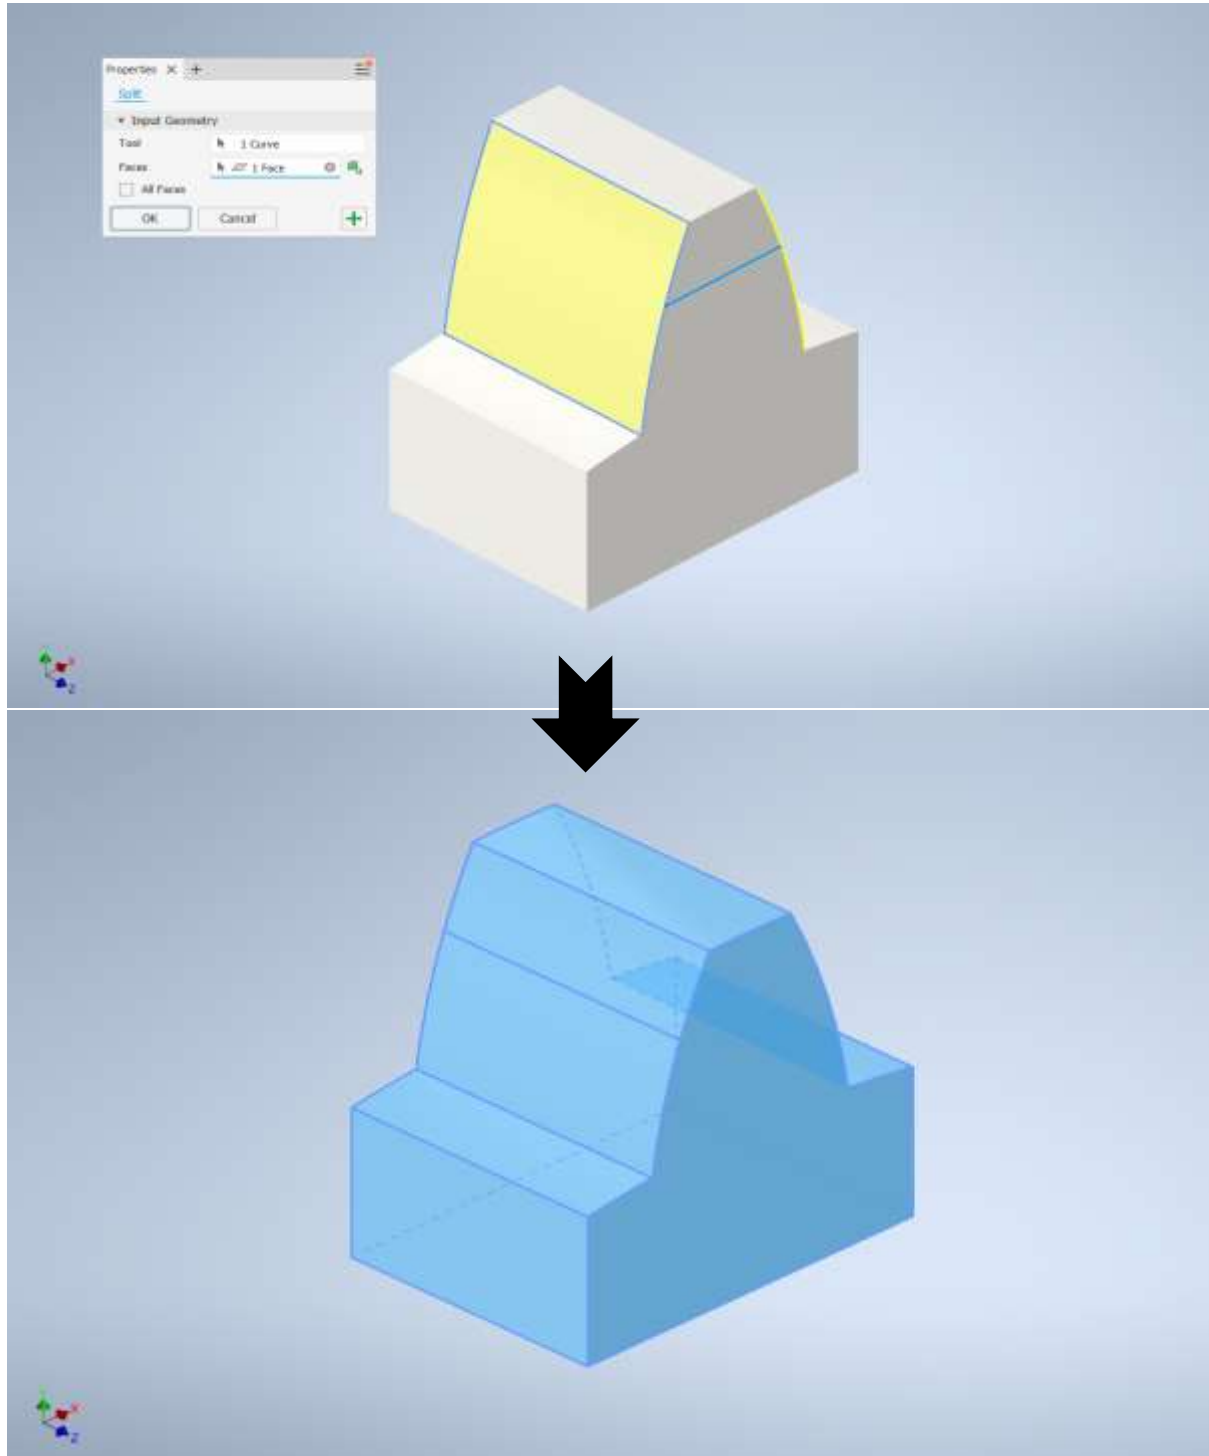 Properties X +
Split
Input Geometry
Tool 1 Curve
Faces 1 Face
All Faces
OK Cancel
Z
Z